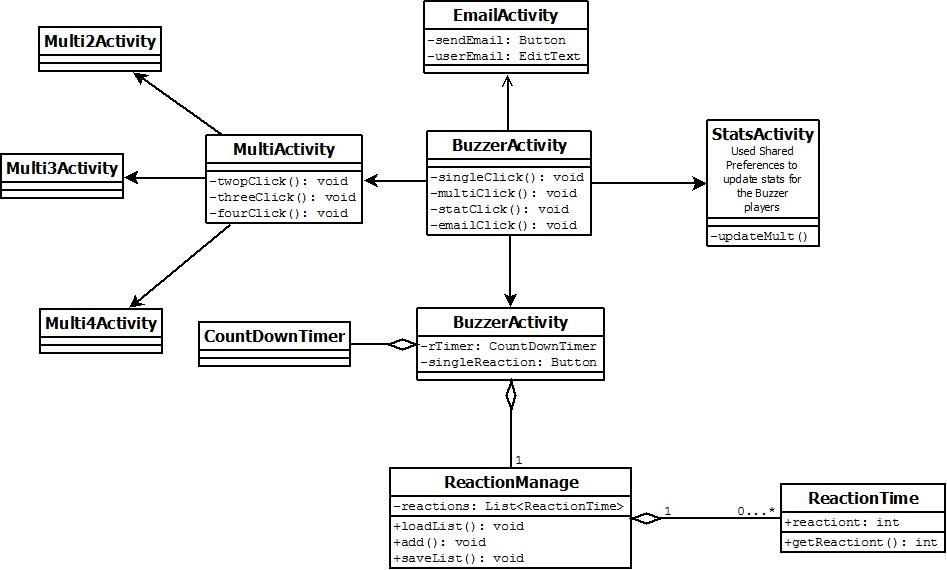 EmailActivity
-sendEmail: Button
-userEmail: EditText
Multi2Activity
MultiActivity
-twopClick(): void
-threeClick(): void
-fourClick(): void
BuzzerActivity
-singleClick(): void
-multiClick(): void
-statClick(): void
-emailClick(): void
StatsActivity
Used Shared
Preferences to
update stats for
the Buzzer
players
-updateMult()
Multi3Activity
Multi4Activity
CountDownTimer
BuzzerActivity
-rTimer: CountDownTimer
-singleReaction: Button
1
ReactionManage
-reactions: List<ReactionTime>
+loadList(): void
+add(): void
+saveList(): void
1
0...*
ReactionTime
+reactiont: int
+getReactiont(): int